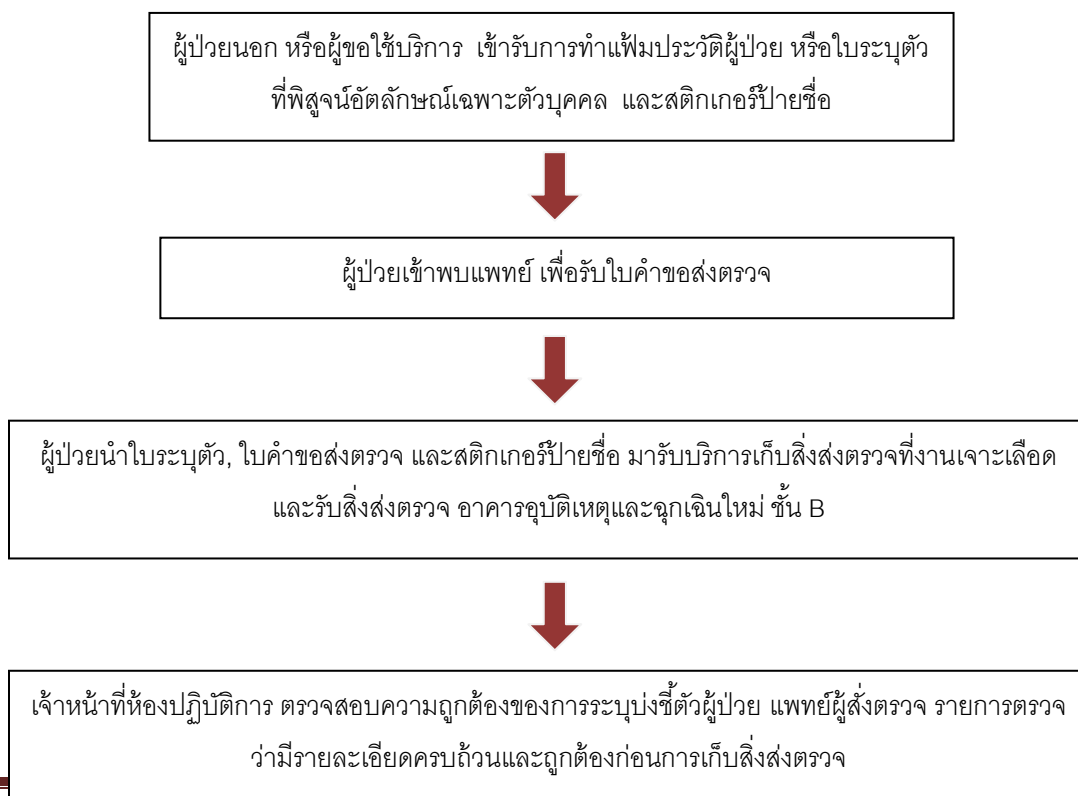 ผู้ป่วยนอก หรือผู้ขอใช้บริการ เข้ารับการทำแฟ้มประวัติผู้ป่วย หรือใบระบุตัว
ที่พิสูจน์อัตลักษณ์เฉพาะตัวบุคคล และสติกเกอร์ป้ายชื่อ
ผู้ป่วยเข้าพบแพทย์ เพื่อรับใบคำขอส่งตรวจ
ผู้ป่วยนำใบระบุตัว, ใบคำขอส่งตรวจ และสติกเกอร์ป้ายชื่อ มารับบริการเก็บสิ่งส่งตรวจที่งานเจาะเลือด
และรับสิ่งส่งตรวจ อาคารอุบัติเหตุและฉุกเฉินใหม่ ชั้น B
เจ้าหน้าที่ห้องปฏิบัติการ ตรวจสอบความถูกต้องของการระบุบ่งชี้ตัวผู้ป่วย แพทย์ผู้สั่งตรวจ รายการตรวจ
ว่ามีรายละเอียดครบถ้วนและถูกต้องก่อนการเก็บสิ่งส่งตรวจ